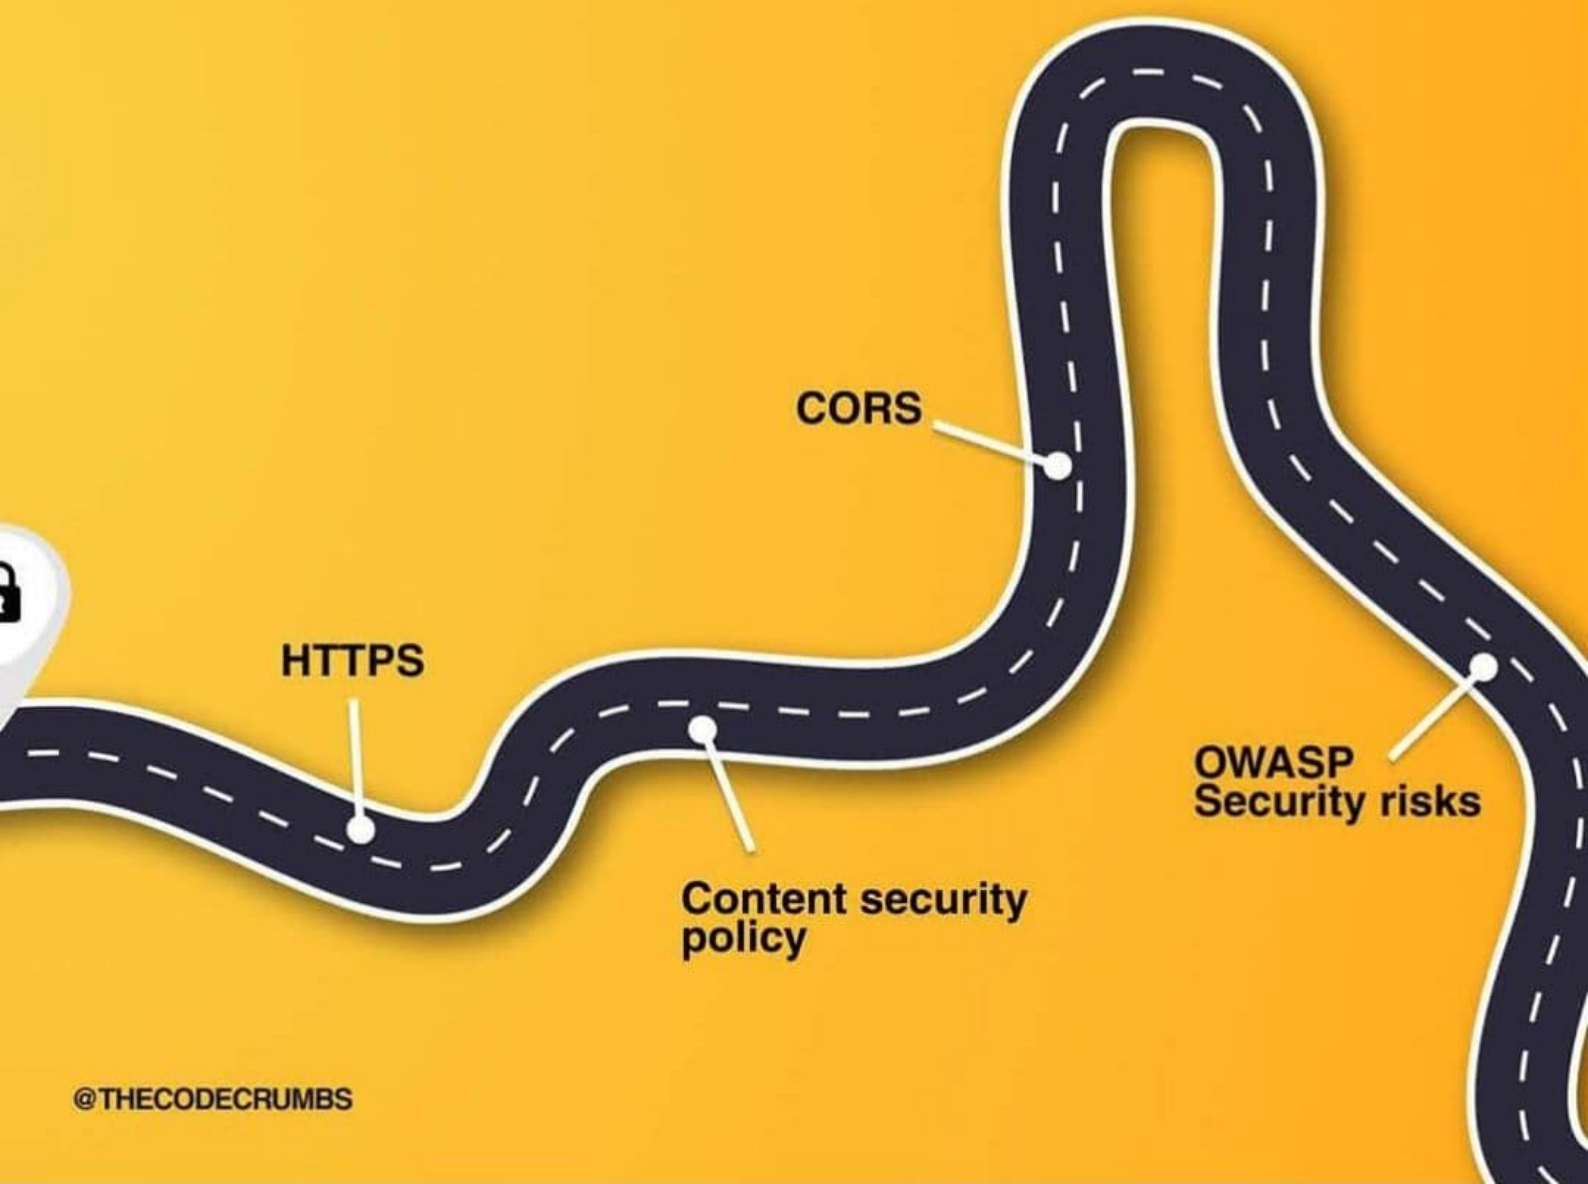 CORS
HTTPS
OWASP
Security risks
Content security
policy
@THECODECRUMBS